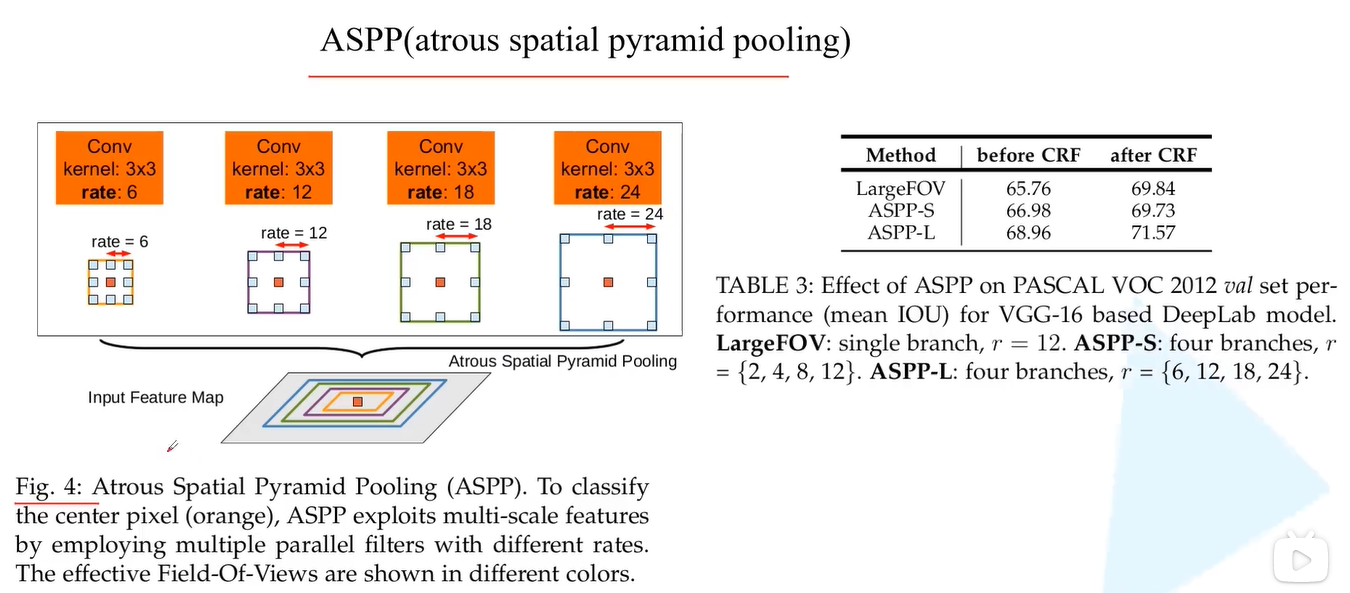 ASPP(atrous spatial pyramid pooling)
Conv
kernel: 3x3
rate: 6
Conv
kernel: 3x3
rate: 12
Conv
kernel: 3x3
rate: 18
Conv
kernel: 3x3
rate: 24
rate = 6
rate = 12
rate = 18
rate = 24
Atrous Spatial Pyramid Pooling
Input Feature Map
Fig. 4: Atrous Spatial Pyramid Pooling (ASPP). To classify
the center pixel (orange), ASPP exploits multi-scale features
by employing multiple parallel filters with different rates.
The effective Field-Of-Views are shown in different colors.
Method before CRF after CRF
LargeFOV 65.76 69.84
ASPP-S 66.98 69.73
ASPP-L 68.96 71.57
TABLE 3: Effect of ASPP on PASCAL VOC 2012 val set per-
formance (mean IOU) for VGG-16 based DeepLab model.
LargeFOV: single branch, r = 12. ASPP-S: four branches, r
= {2, 4, 8, 12}. ASPP-L: four branches, r = {6, 12, 18, 24}.